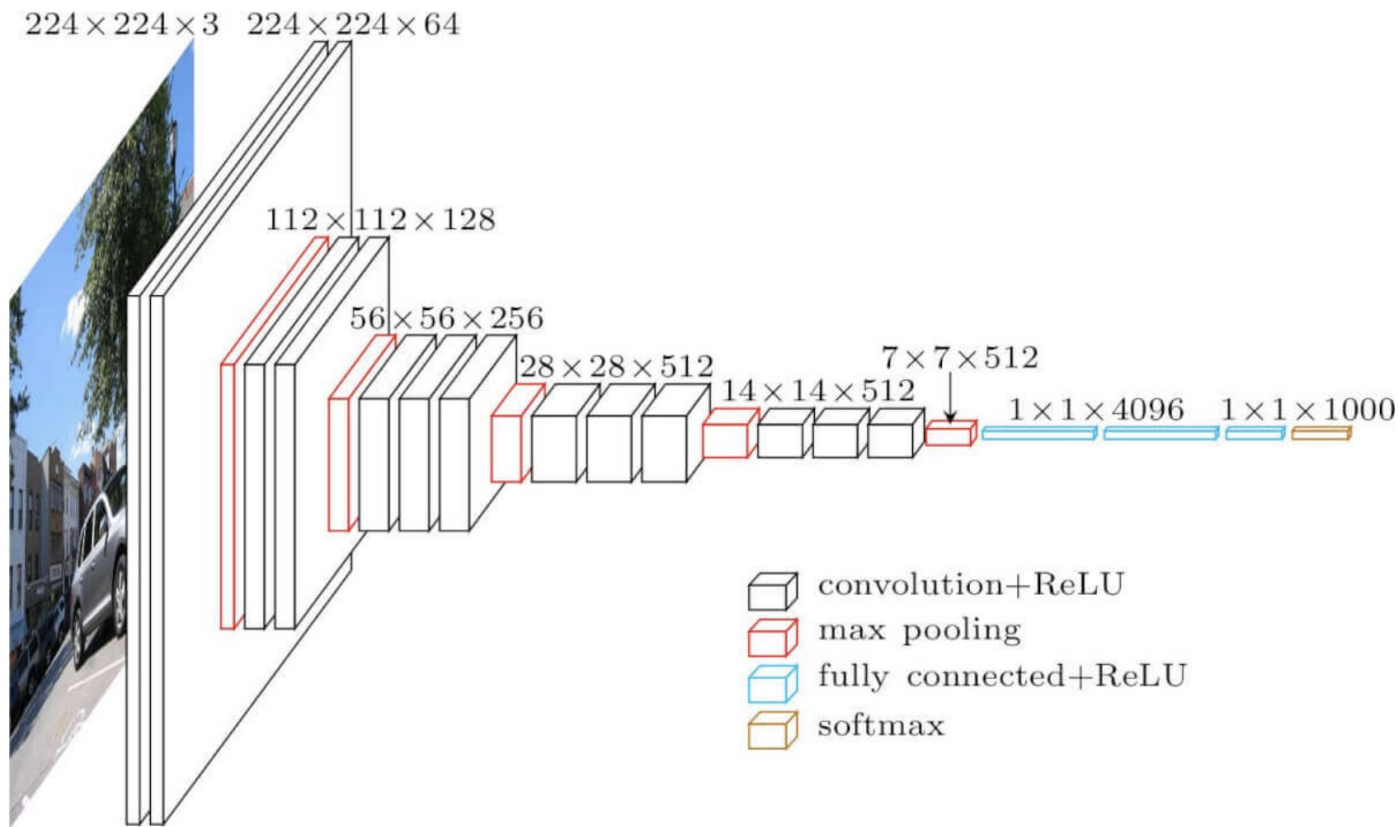 224 × 224 × 3
224 × 224 × 64
112 × 112 × 128
56 × 56 × 256
28 × 28 × 512
14 × 14 × 512
7 × 7 × 512
1 × 1 × 4096
1 × 1 × 1000
convolution+ReLU
max pooling
fully connected+ReLU
softmax